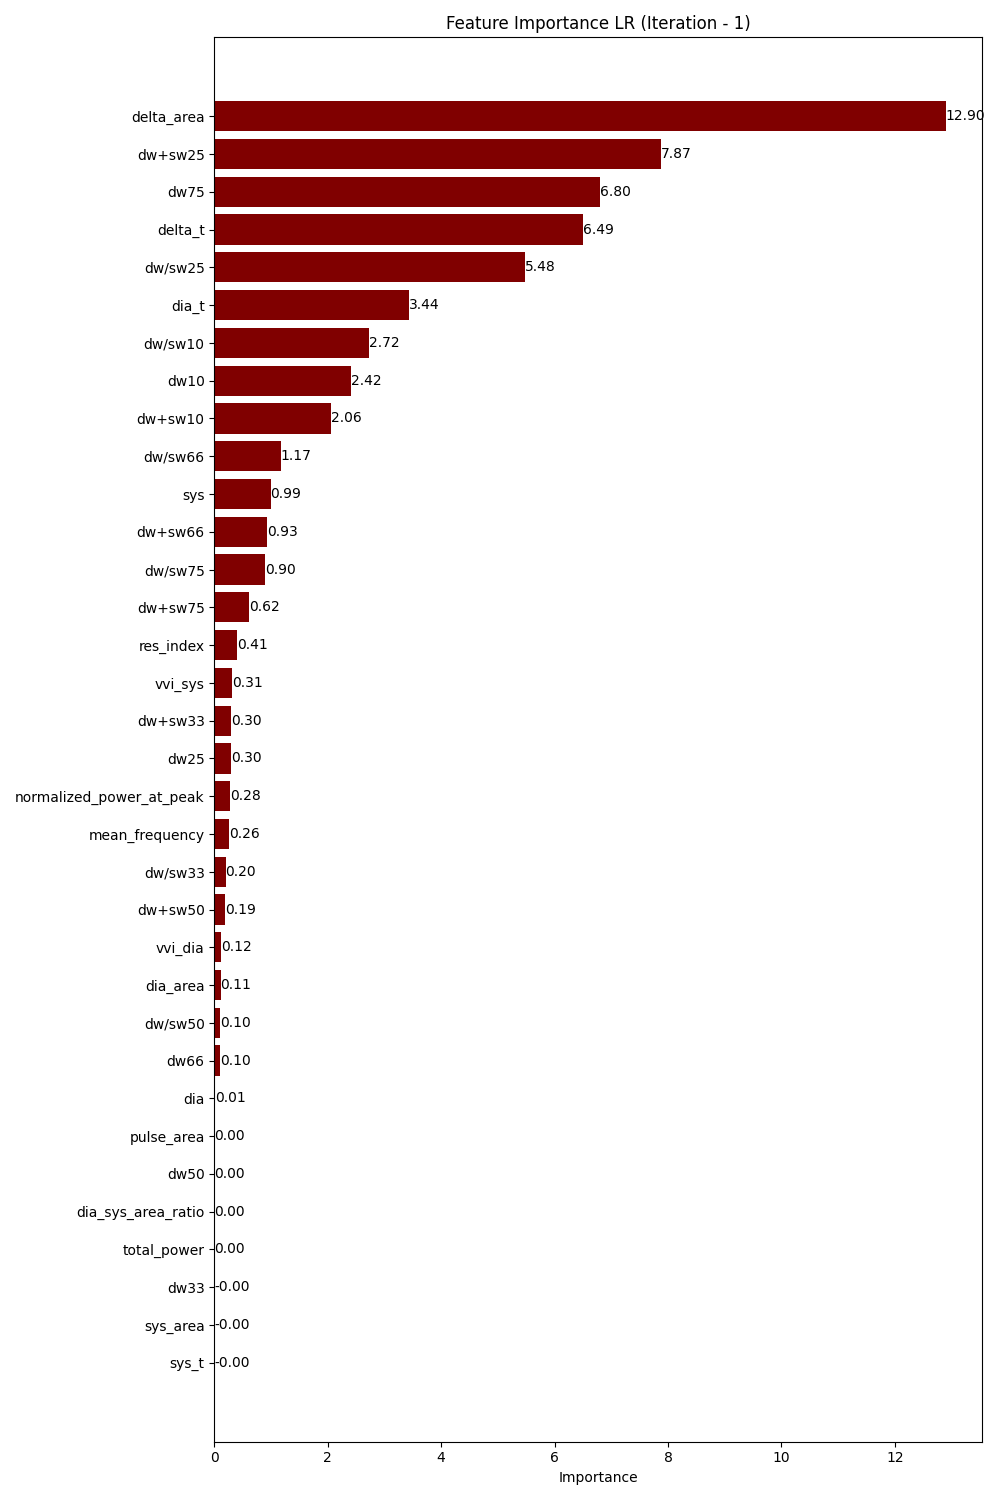 Feature Importance LR (Iteration - 1)
delta_area 12.90
dw+sw25 7.87
dw75 6.80
delta_t 6.49
dw/sw25 5.48
dia_t 3.44
dw/sw10 2.72
dw10 2.42
dw+sw10 2.06
dw/sw66 1.17
sys 0.99
dw+sw66 0.93
dw/sw75 0.90
dw+sw75 0.62
res_index 0.41
vvi_sys 0.31
dw+sw33 0.30
dw25 0.30
normalized_power_at_peak 0.28
mean_frequency 0.26
dw/sw33 0.20
dw+sw50 0.19
vvi_dia 0.12
dia_area 0.11
dw/sw50 0.10
dw66 0.10
dia 0.01
pulse_area 0.00
dw50 0.00
dia_sys_area_ratio 0.00
total_power 0.00
dw33 -0.00
sys_area -0.00
sys_t -0.00
0 2 4 6 8 10 12
Importance